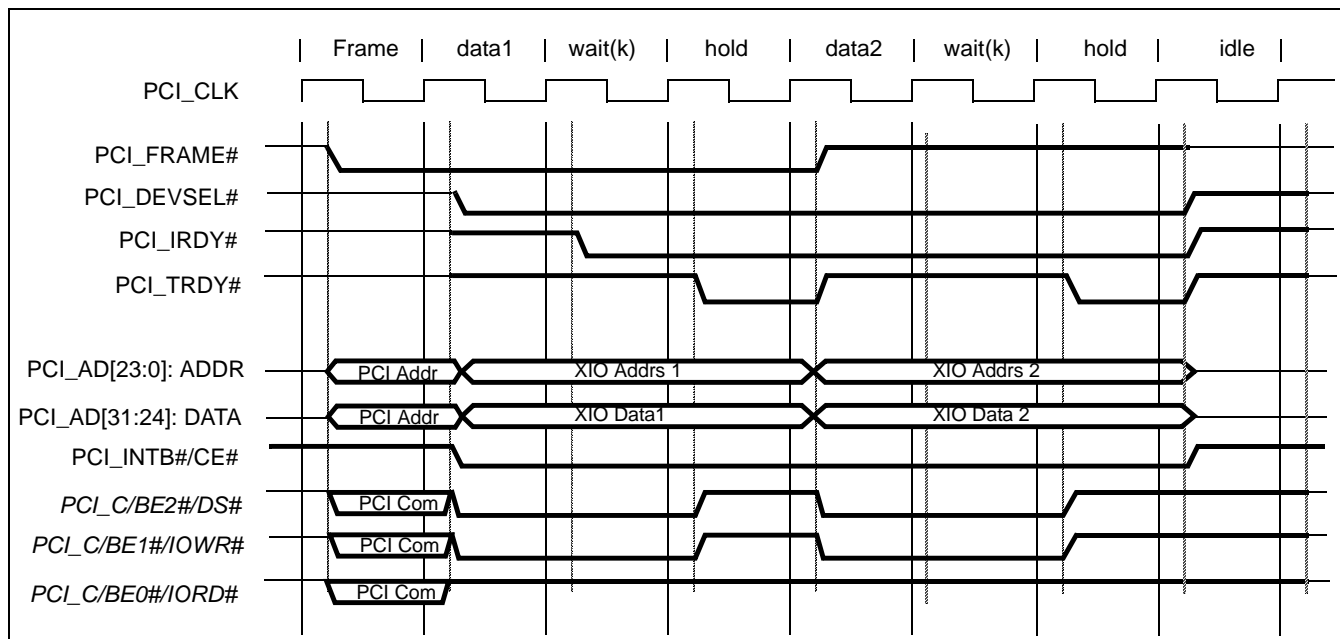 Frame data1 wait(k) hold data2 wait(k) hold idle
PCI_CLK
PCI_FRAME#
PCI_DEVSEL#
PCI_IRDY#
PCI_TRDY#
PCI_AD[23:0]: ADDR PCI Addr XIO Addrs 1 XIO Addrs 2
PCI_AD[31:24]: DATA PCI Addr XIO Data1 XIO Data 2
PCI_INTB#/CE#
PCI_C/BE2#/DS# PCI Com
PCI_C/BE1#/IOWR# PCI Com
PCI_C/BE0#/IORD# PCI Com